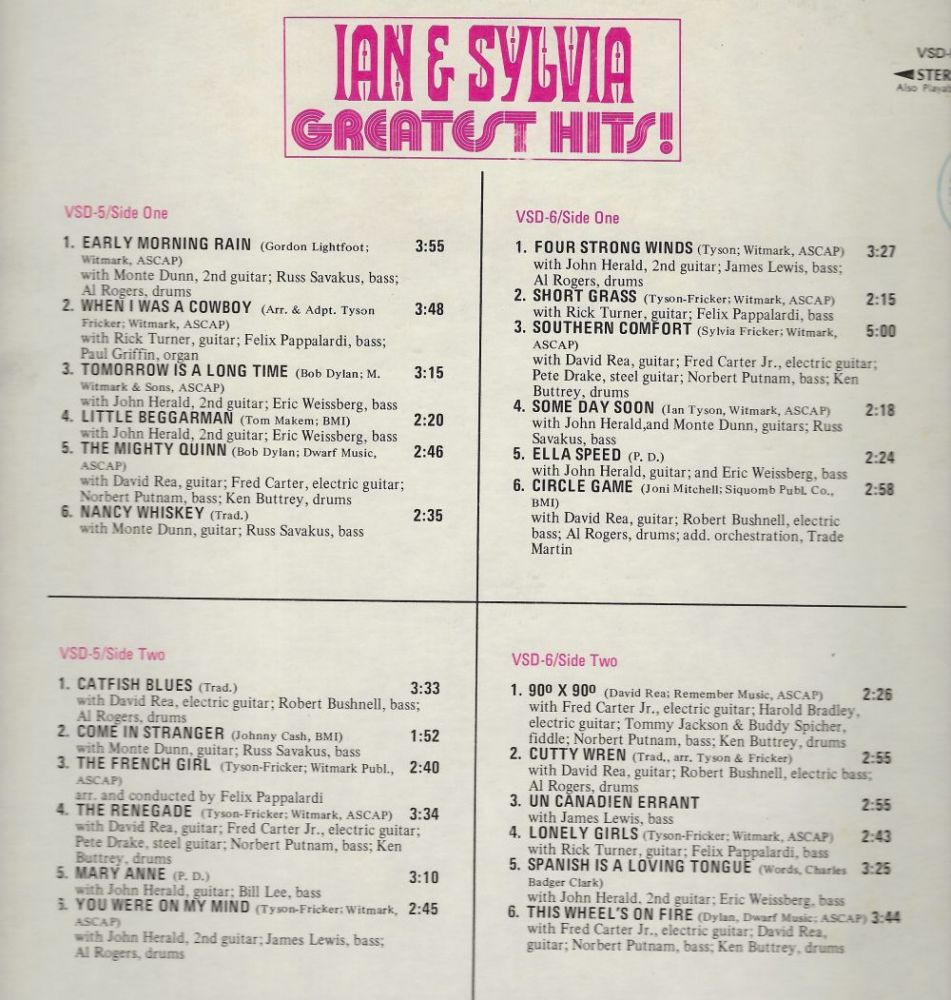 IAN & SYLVIA
GREATEST HITS!
VSD-
STER
Also Playa
VSD-5/Side One
1. EARLY MORNING RAIN (Gordon Lightfoot; 3:55
Witmark, ASCAP)
with Monte Dunn, 2nd guitar; Russ Savakus, bass;
Al Rogers, drums
2. WHEN I WAS A COWBOY (Arr. & Adpt. Tyson 3:48
Fricker; Witmark, ASCAP)
with Rick Turner, guitar; Felix Pappalardi, bass;
Paul Griffin, organ
3. TOMORROW IS A LONG TIME (Bob Dylan; M. 3:15
Witmark & Sons, ASCAP)
with John Herald, 2nd guitar; Eric Weissberg, bass
4. LITTLE BEGGARMAN (Tom Makem; BMI) 2:20
with John Herald, 2nd guitar; Eric Weissberg, bass
5. THE MIGHTY QUINN (Bob Dylan; Dwarf Music, 2:46
ASCAP)
with David Rea, guitar; Fred Carter, electric guitar;
Norbert Putnam, bass; Ken Buttrey, drums
6. NANCY WHISKEY (Trad.) 2:35
with Monte Dunn, guitar; Russ Savakus, bass
VSD-6/Side One
1. FOUR STRONG WINDS (Tyson; Witmark, ASCAP) 3:27
with John Herald, 2nd guitar; James Lewis, bass;
Al Rogers, drums
2. SHORT GRASS (Tyson-Fricker; Witmark, ASCAP) 2:15
with Rick Turner, guitar; Felix Pappalardi, bass
3. SOUTHERN COMFORT (Sylvia Fricker; Witmark, 5:00
ASCAP)
with David Rea, guitar; Fred Carter Jr., electric guitar;
Pete Drake, steel guitar; Norbert Putnam, bass; Ken
Buttrey, drums
4. SOME DAY SOON (Ian Tyson, Witmark, ASCAP) 2:18
with John Herald,and Monte Dunn, guitars; Russ
Savakus, bass
5. ELLA SPEED (P. D.) 2:24
with John Herald, guitar; and Eric Weissberg, bass
6. CIRCLE GAME (Joni Mitchell; Siquomb Publ. Co., 2:58
BMI)
with David Rea, guitar; Robert Bushnell, electric
bass; Al Rogers, drums; add. orchestration, Trade
Martin
VSD-5/Side Two
1. CATFISH BLUES (Trad.) 3:33
with David Rea, electric guitar; Robert Bushnell, bass;
Al Rogers, drums
2. COME IN STRANGER (Johnny Cash, BMI) 1:52
with Monte Dunn, guitar; Russ Savakus, bass
3. THE FRENCH GIRL (Tyson-Fricker; Witmark Publ., 2:40
ASCAP)
arr. and conducted by Felix Pappalardi
4. THE RENEGADE (Tyson-Fricker; Witmark, ASCAP) 3:34
with David Rea, guitar; Fred Carter Jr., electric guitar;
Pete Drake, steel guitar; Norbert Putnam, bass; Ken
Buttrey, drums
5. MARY ANNE (P. D.) 3:10
with John Herald, guitar; Bill Lee, bass
5. YOU WERE ON MY MIND (Tyson-Fricker; Witmark, 2:45
ASCAP)
with John Herald, 2nd guitar; James Lewis, bass;
Al Rogers, drums
VSD-6/Side Two
1. 90º X 90º (David Rea; Remember Music, ASCAP) 2:26
with Fred Carter Jr., electric guitar; Harold Bradley,
electric guitar; Tommy Jackson & Buddy Spicher,
fiddle; Norbert Putnam, bass; Ken Buttrey, drums
2. CUTTY WREN (Trad., arr. Tyson & Fricker) 2:55
with David Rea, guitar; Robert Bushnell, electric bass;
Al Rogers, drums
3. UN CANADIEN ERRANT 2:55
with James Lewis, bass
4. LONELY GIRLS (Tyson-Fricker; Witmark, ASCAP) 2:43
with Rick Turner, guitar; Felix Pappalardi, bass
5. SPANISH IS A LOVING TONGUE (Words, Charles 3:25
Badger Clark)
with John Herald, 2nd guitar; Eric Weissberg, bass
6. THIS WHEEL'S ON FIRE (Dylan, Dwarf Music; ASCAP) 3:44
with Fred Carter Jr., electric guitar; David Rea,
guitar; Norbert Putnam, bass; Ken Buttrey, drums